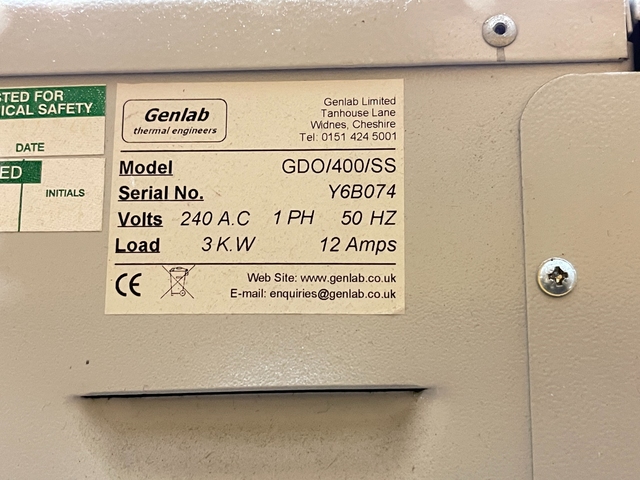 STED FOR
ICAL SAFETY
DATE
ED
INITIALS
Genlab
thermal engineers
Genlab Limited
Tanhouse Lane
Widnes, Cheshire
Tel: 0151 424 5001
Model GDO/400/SS
Serial No. Y6B074
Volts 240 A.C 1 PH 50 HZ
Load 3 K.W 12 Amps
CE
Web Site: www.genlab.co.uk
E-mail: enquiries@genlab.co.uk